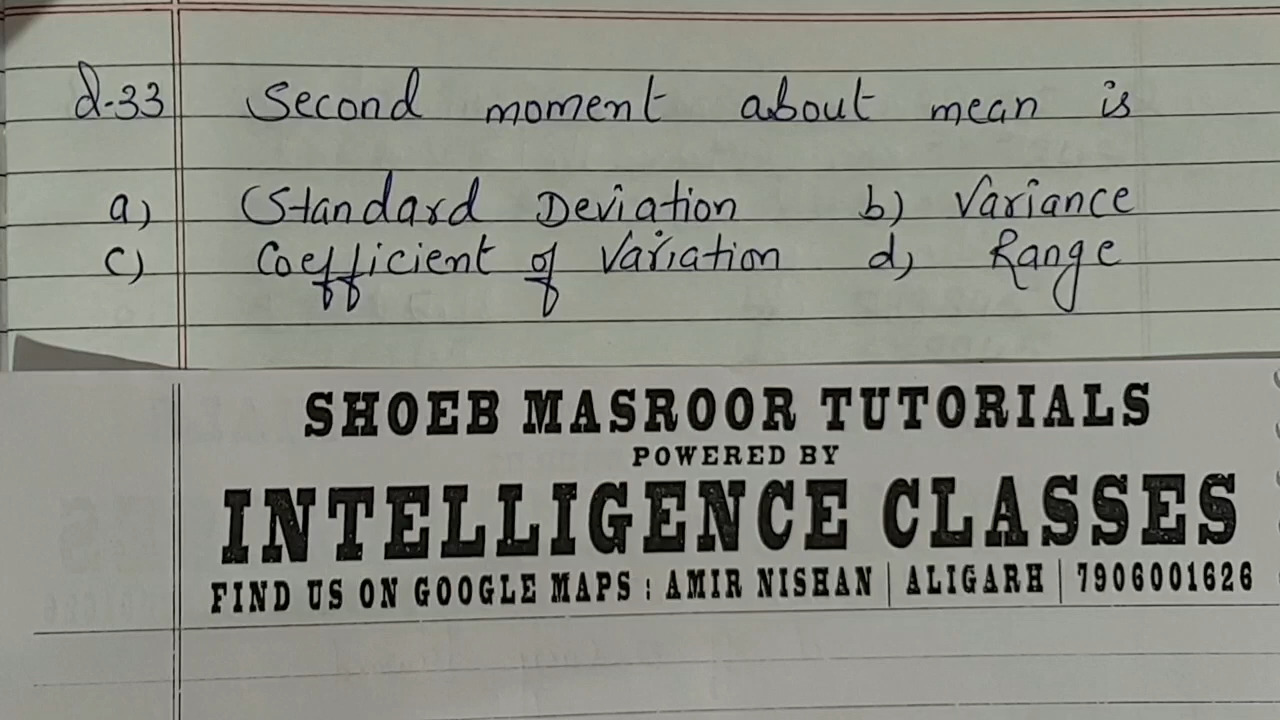 Q-33 Second moment about mean is
a) Standard Deviation b) Variance
c) Coefficient of Variation d) Range
SHOEB MASROOR TUTORIALS
POWERED BY
INTELLIGENCE CLASSES
FIND US ON GOOGLE MAPS : AMIR NISHAN | ALIGARH | 7906001626